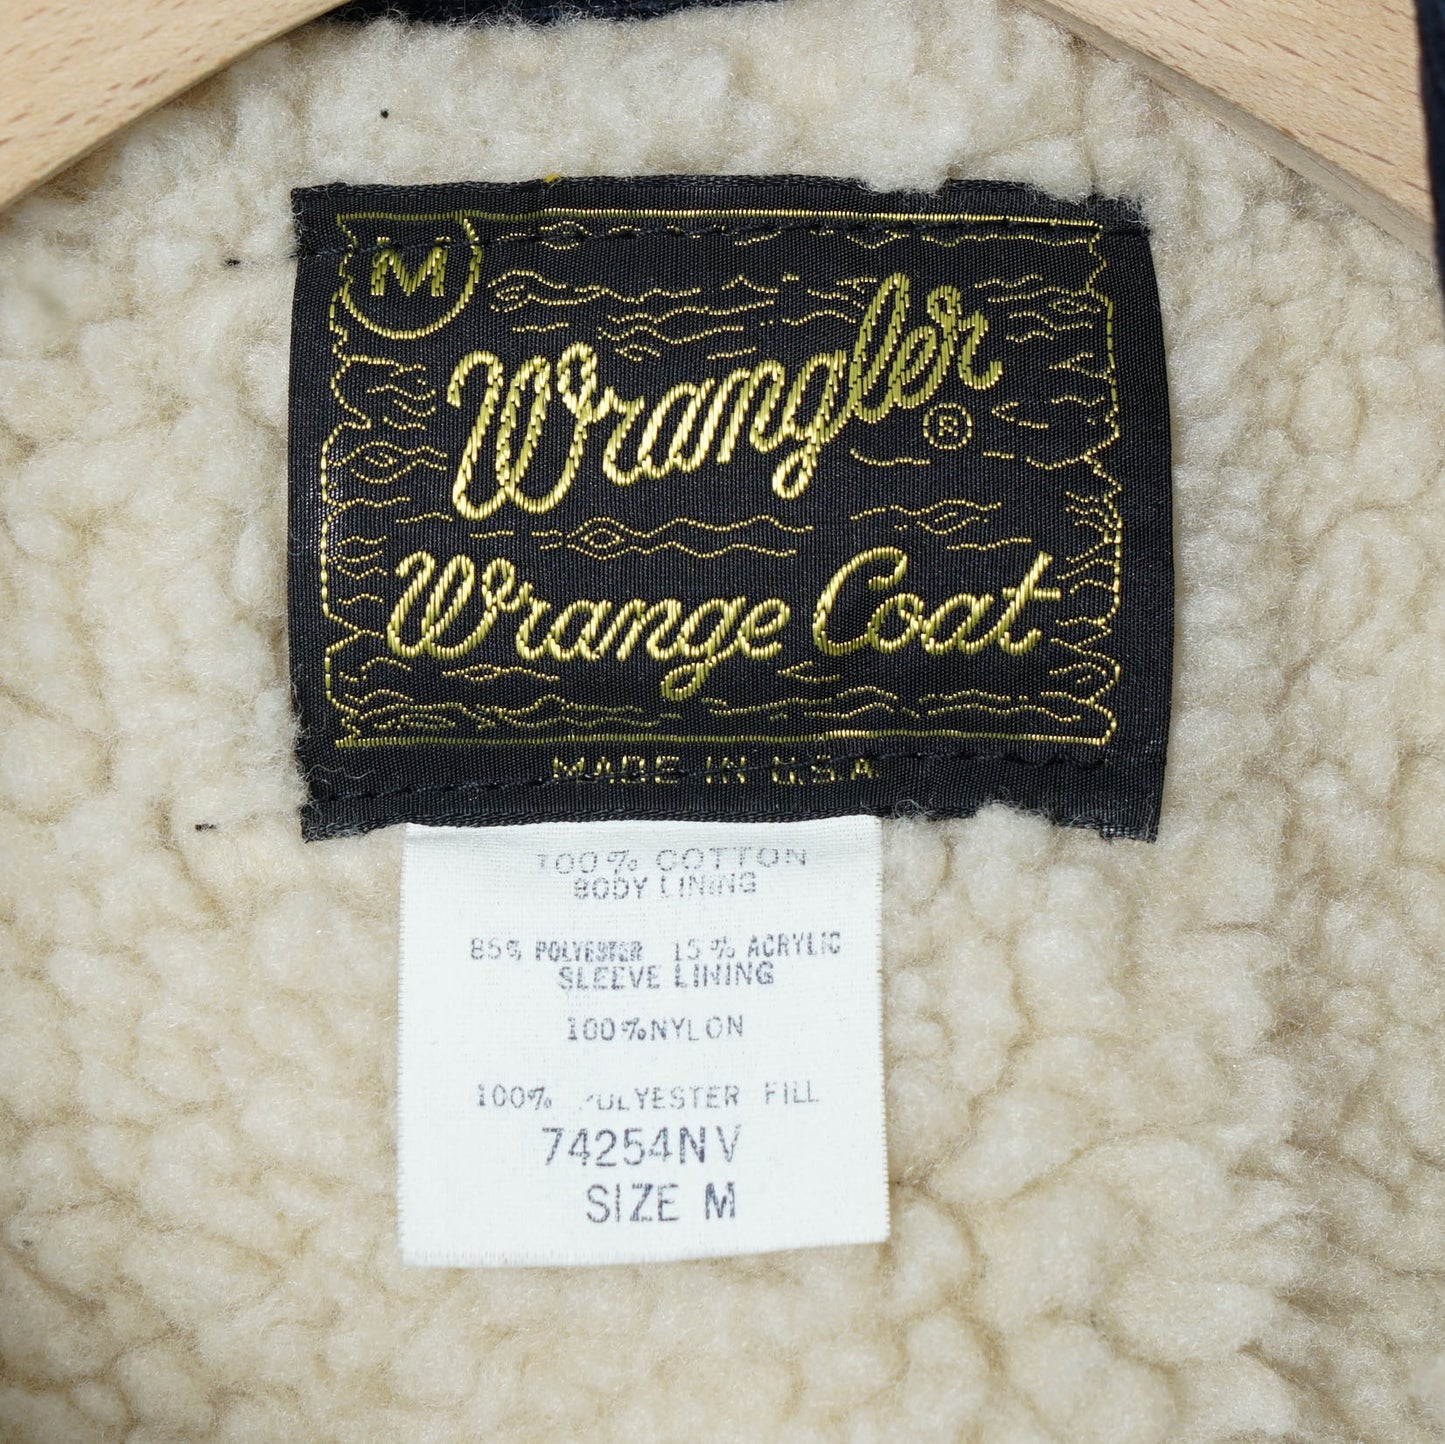 M
Wrangler®
Wrange Coat
MADE IN U.S.A
100% COTTON
BODY LINING
85% POLYESTER 15% ACRYLIC
SLEEVE LINING
100% NYLON
100% POLYESTER FILL
74254NV
SIZE M